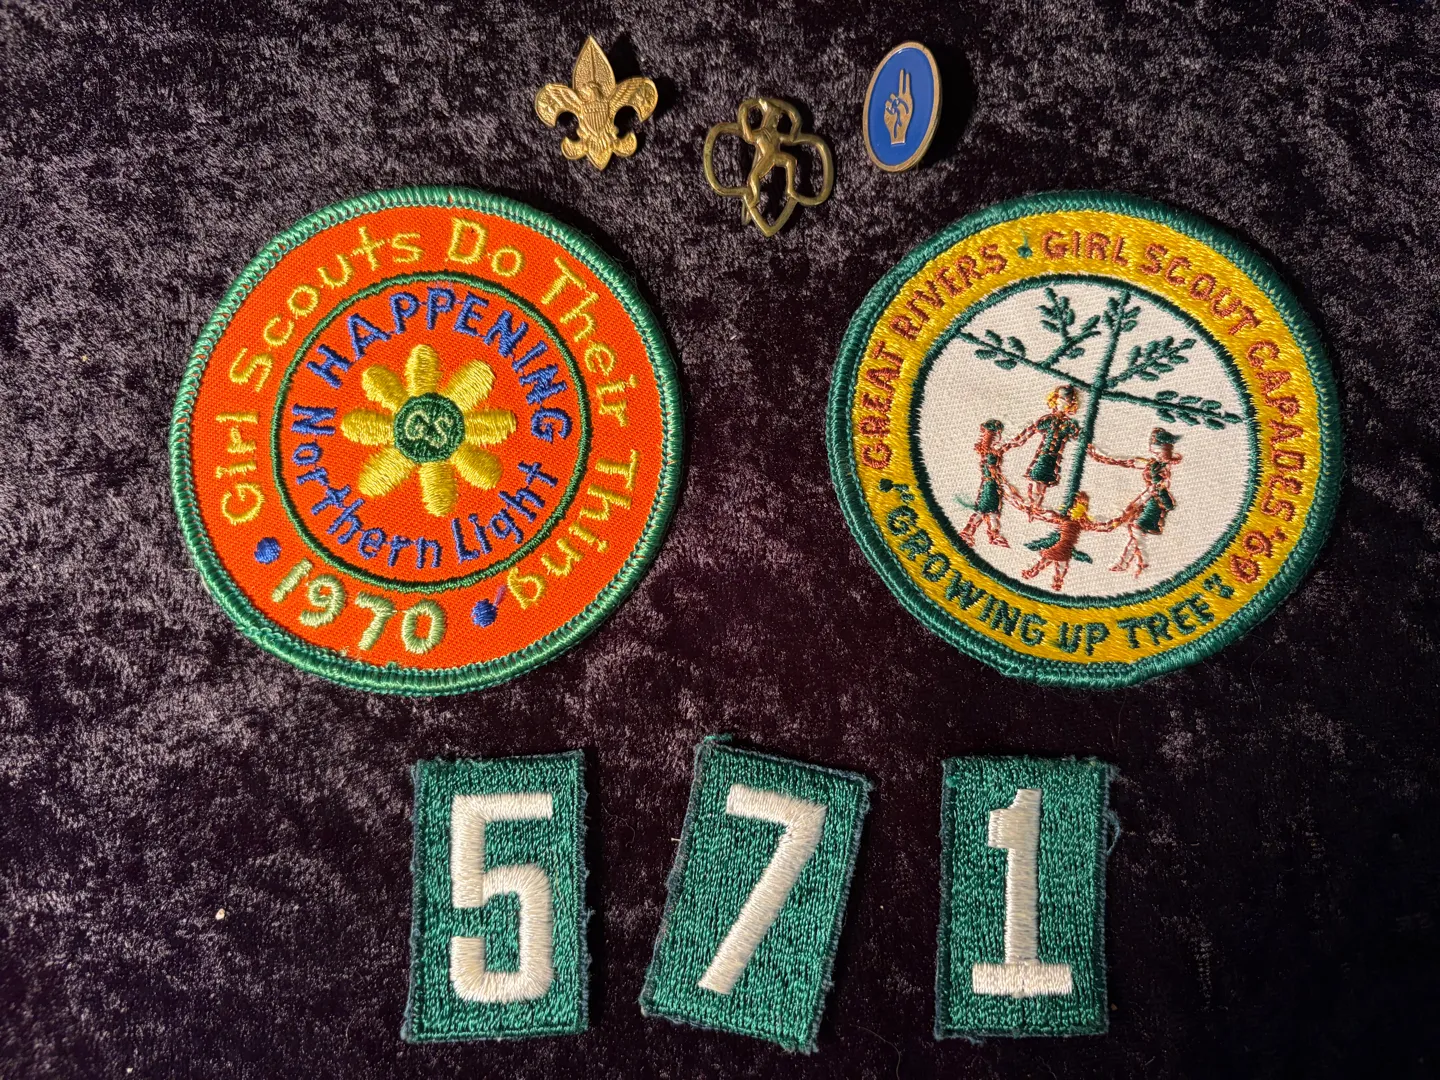 Girl Scouts Do Their Thing
HAPPENING
Northern Light
GS
• 1970 •
GREAT RIVERS • GIRL SCOUT CAPADES '69
"GROWING UP TREE"
5 7 1